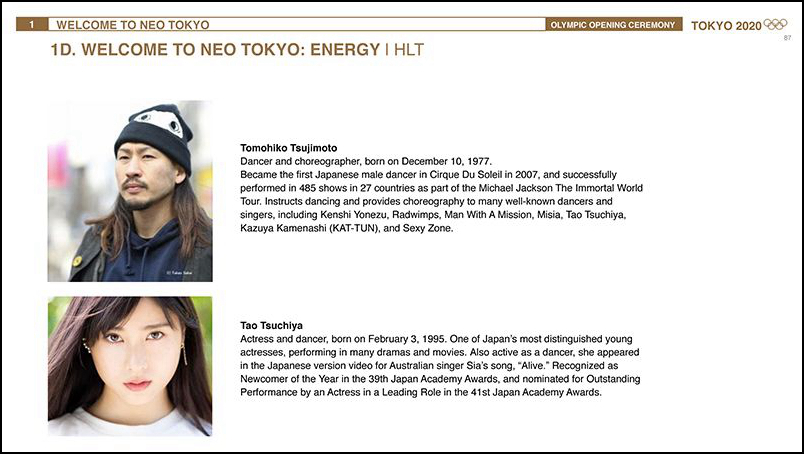 1 WELCOME TO NEO TOKYO OLYMPIC OPENING CEREMONY TOKYO 2020
87
1D. WELCOME TO NEO TOKYO: ENERGY | HLT
Tomohiko Tsujimoto
Dancer and choreographer, born on December 10, 1977.
Became the first Japanese male dancer in Cirque Du Soleil in 2007, and successfully
performed in 485 shows in 27 countries as part of the Michael Jackson The Immortal World
Tour. Instructs dancing and provides choreography to many well-known dancers and
singers, including Kenshi Yonezu, Radwimps, Man With A Mission, Misia, Tao Tsuchiya,
Kazuya Kamenashi (KAT-TUN), and Sexy Zone.
Tao Tsuchiya
Actress and dancer, born on February 3, 1995. One of Japan's most distinguished young
actresses, performing in many dramas and movies. Also active as a dancer, she appeared
in the Japanese version video for Australian singer Sia's song, “Alive.” Recognized as
Newcomer of the Year in the 39th Japan Academy Awards, and nominated for Outstanding
Performance by an Actress in a Leading Role in the 41st Japan Academy Awards.